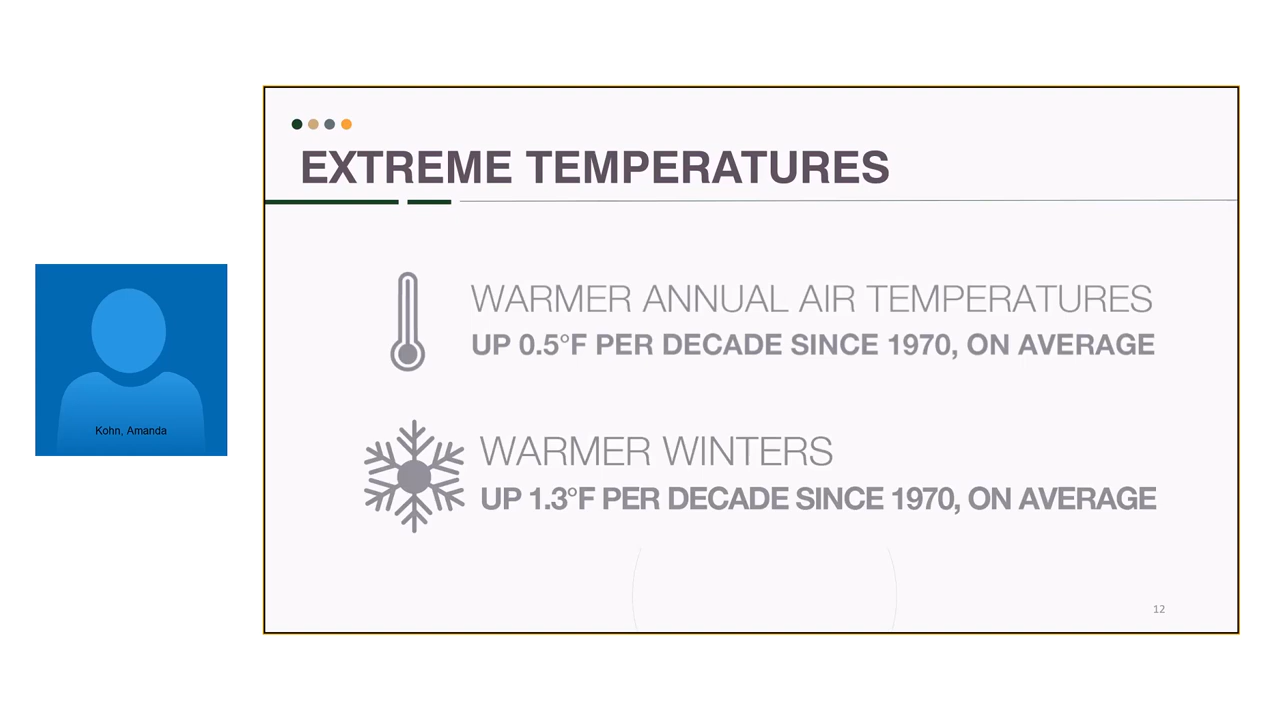 EXTREME TEMPERATURES
WARMER ANNUAL AIR TEMPERATURES
UP 0.5°F PER DECADE SINCE 1970, ON AVERAGE
Kohn, Amanda
WARMER WINTERS
UP 1.3°F PER DECADE SINCE 1970, ON AVERAGE
12